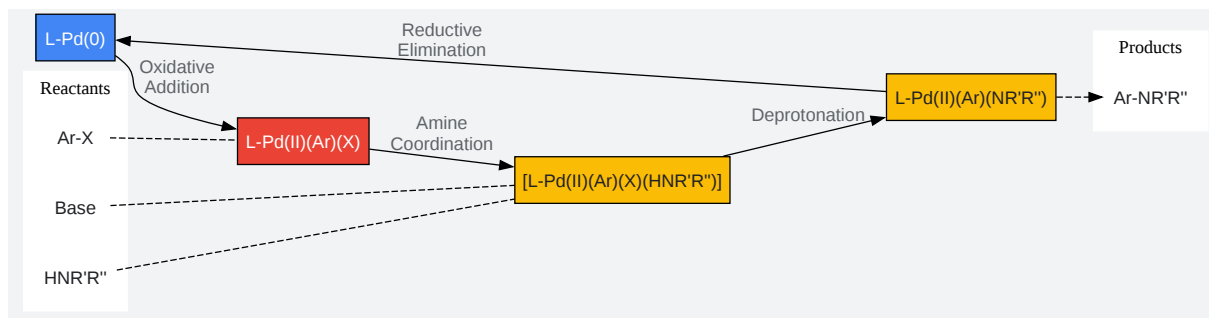 L-Pd(0)
Reductive
Elimination
Products
Oxidative
Addition
Reactants
L-Pd(II)(Ar)(NR'R")
Ar-NR'R"
Deprotonation
Amine
Coordination
Ar-X
L-Pd(II)(Ar)(X)
[L-Pd(II)(Ar)(X)(HNR'R")]
Base
HNR'R"